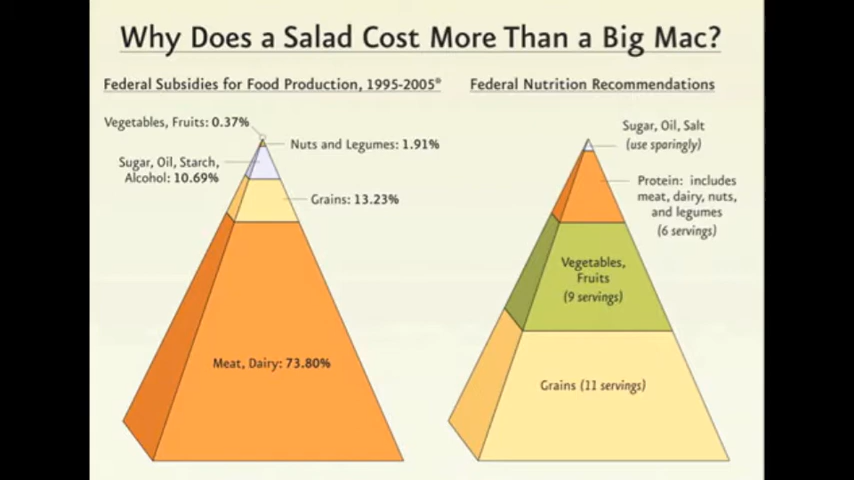 Why Does a Salad Cost More Than a Big Mac?
Federal Subsidies for Food Production, 1995-2005*
Vegetables, Fruits: 0.37%
Nuts and Legumes: 1.91%
Sugar, Oil, Starch,
Alcohol: 10.69%
Grains: 13.23%
Meat, Dairy: 73.80%
Federal Nutrition Recommendations
Sugar, Oil, Salt
(use sparingly)
Protein: includes
meat, dairy, nuts,
and legumes
(6 servings)
Vegetables,
Fruits
(9 servings)
Grains (11 servings)